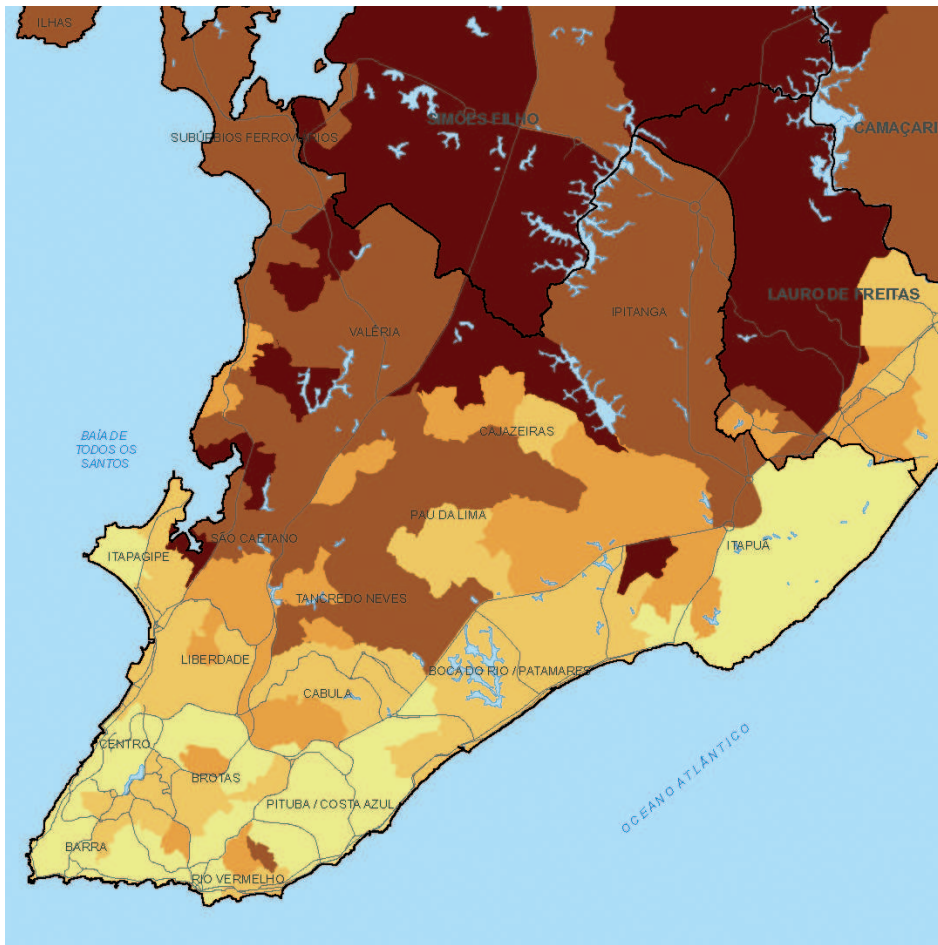 ILHAS
SIMÕES FILHO
CAMAÇARI
SUBÚRBIOS FERROVIÁRIOS
LAURO DE FREITAS
IPITANGA
VALÉRIA
BAÍA DE
TODOS OS
SANTOS
CAJAZEIRAS
PAU DA LIMA
SÃO CAETANO
ITAPUÃ
ITAPAGIPE
TANCREDO NEVES
LIBERDADE
BOCA DO RIO / PATAMARES
CABULA
CENTRO
OCEANO ATLÂNTICO
BROTAS
PITUBA / COSTA AZUL
BARRA
RIO VERMELHO